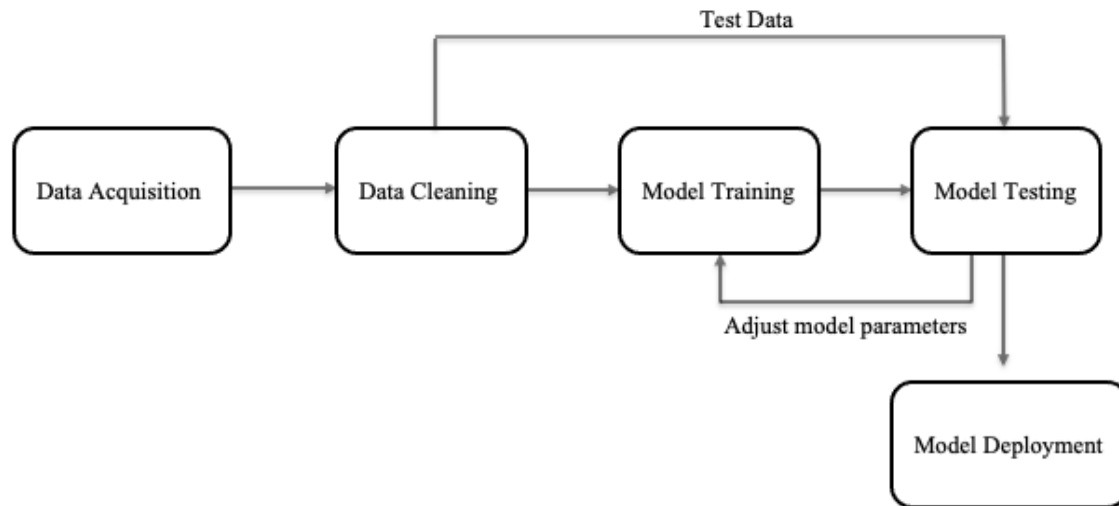 Test Data
Data Acquisition
Data Cleaning
Model Training
Model Testing
Adjust model parameters
Model Deployment